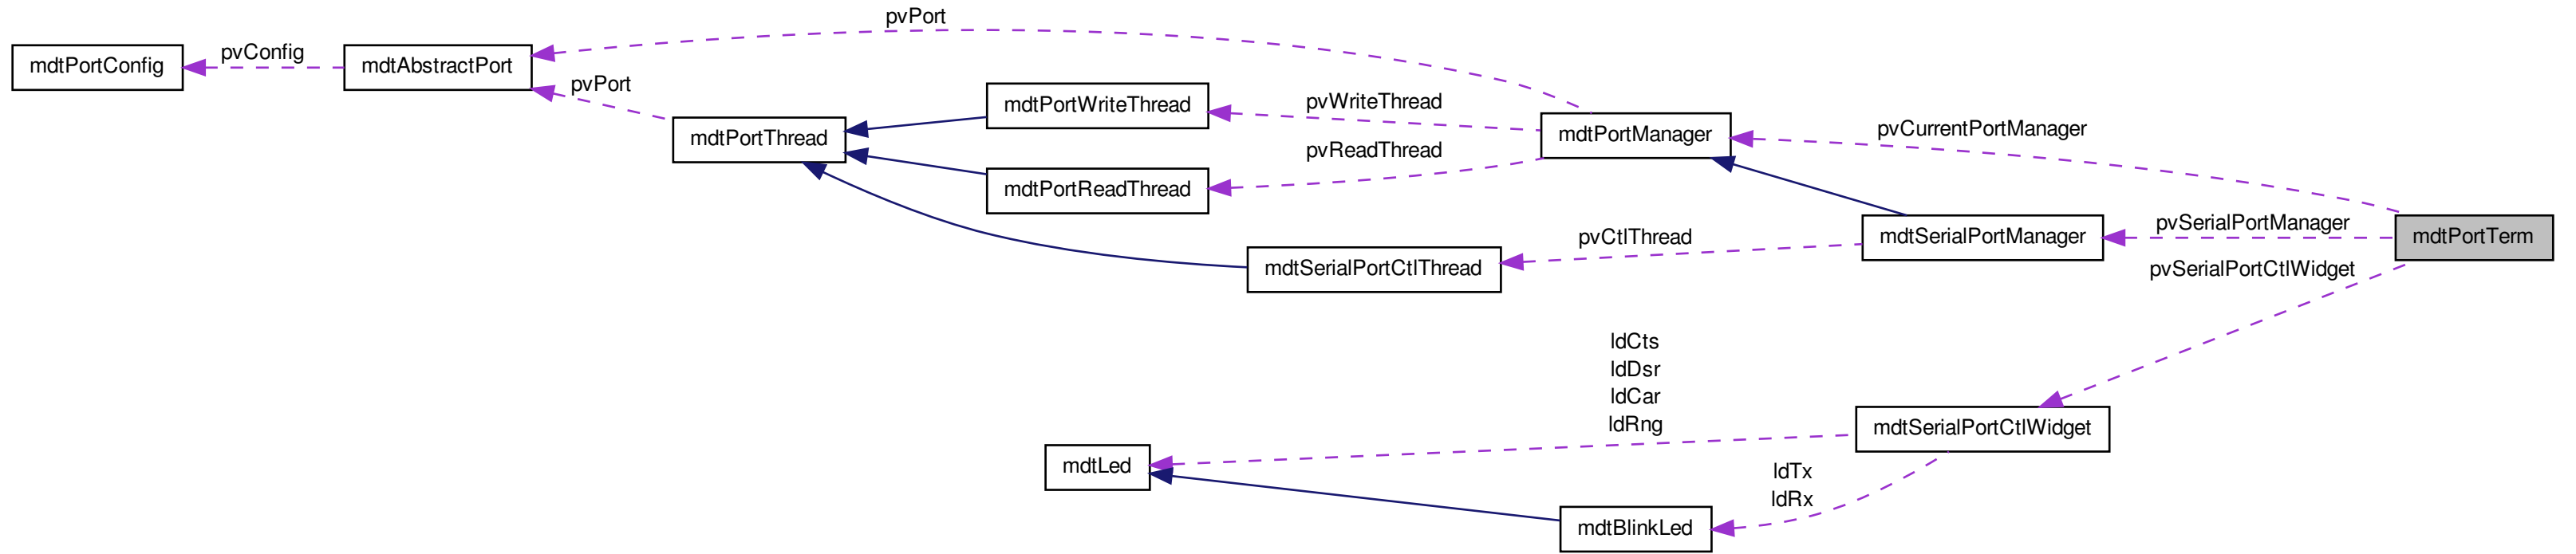 pvPort
mdtPortConfig
pvConfig
mdtAbstractPort
pvPort
mdtPortThread
mdtPortWriteThread
pvWriteThread
mdtPortManager
pvCurrentPortManager
pvReadThread
mdtPortReadThread
mdtSerialPortCtlThread
pvCtlThread
mdtSerialPortManager
pvSerialPortManager
mdtPortTerm
pvSerialPortCtlWidget
ldCts
ldDsr
ldCar
ldRng
mdtSerialPortCtlWidget
mdtLed
ldTx
ldRx
mdtBlinkLed